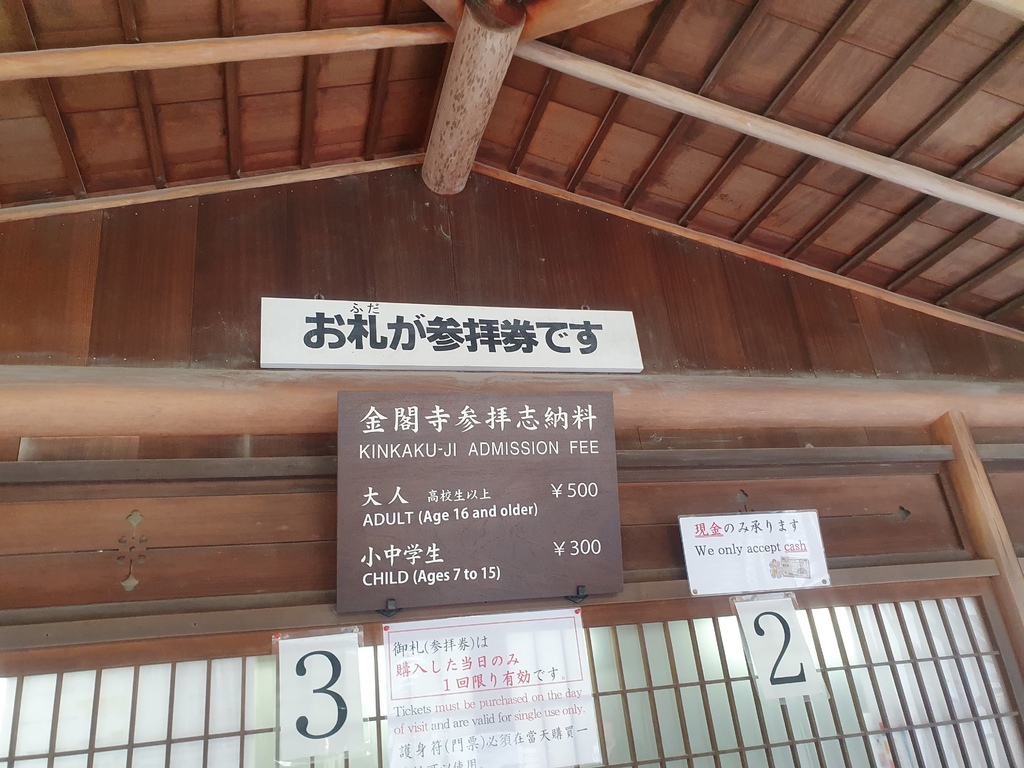 ふだ
お札が参拝券です
金閣寺参拝志納料
KINKAKU-JI ADMISSION FEE
大人 高校生以上 ¥500
ADULT (Age 16 and older)
小中学生 ¥300
CHILD (Ages 7 to 15)
現金のみ承ります
We only accept cash
3
2
御札(参拝券)は
購入した当日のみ
1回限り有効です。
Tickets must be purchased on the day
of visit and are valid for single use only.
護身符(門票)必須在當天購買一